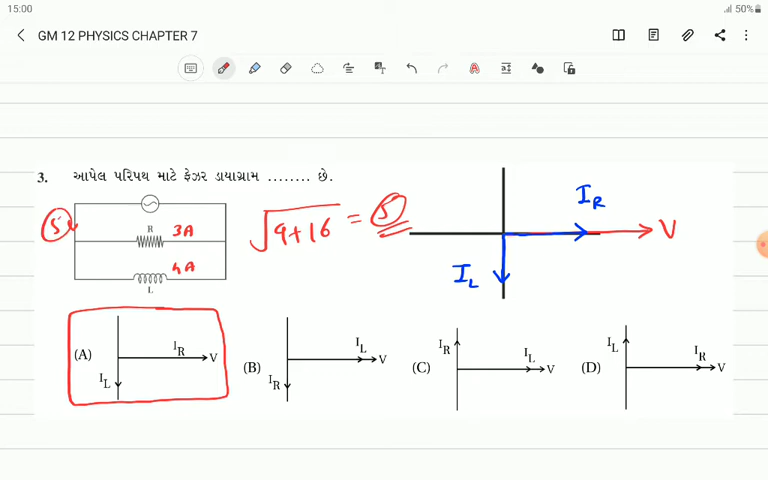 15:00
50%
GM 12 PHYSICS CHAPTER 7
3. આપેલ પરિપથ માટે ફેઝર ડાયાગ્રામ ........ છે.
5
R 3A
4A
L
√9+16 = 5
I_R
V
I_L
(A) I_R V I_L
(B) I_L V I_R
(C) I_R I_L V
(D) I_L I_R V